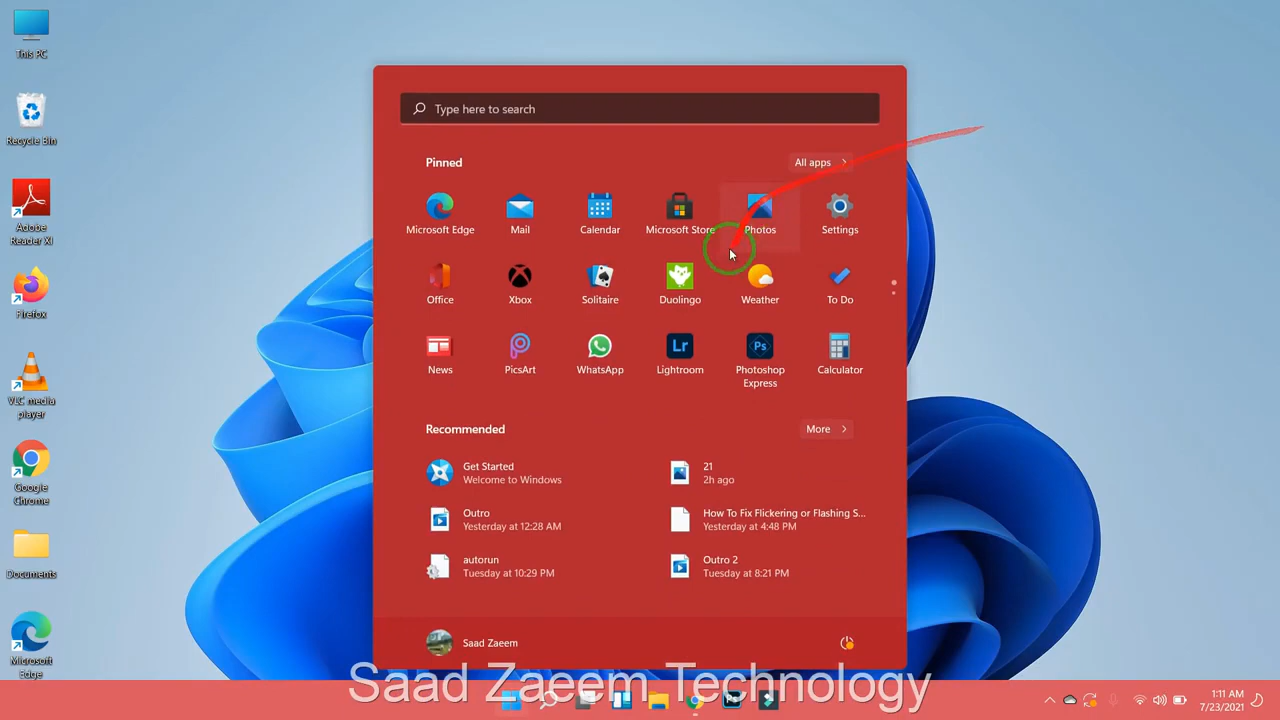 This PC
Recycle Bin
Adobe
Reader XI
Firefox
VLC media
player
Google
Chrome
Documents
Microsoft
Edge
Type here to search
Pinned
All apps
Microsoft Edge
Mail
Calendar
Microsoft Store
Photos
Settings
Office
Xbox
Solitaire
Duolingo
Weather
To Do
News
PicsArt
WhatsApp
Lr
Lightroom
Ps
Photoshop
Express
Calculator
Recommended
More
Get Started
Welcome to Windows
21
2h ago
Outro
Yesterday at 12:28 AM
How To Fix Flickering or Flashing S...
Yesterday at 4:48 PM
autorun
Tuesday at 10:29 PM
Outro 2
Tuesday at 8:21 PM
Saad Zaeem
Saad Zaeem Technology
Ps
1:11 AM
7/23/2021